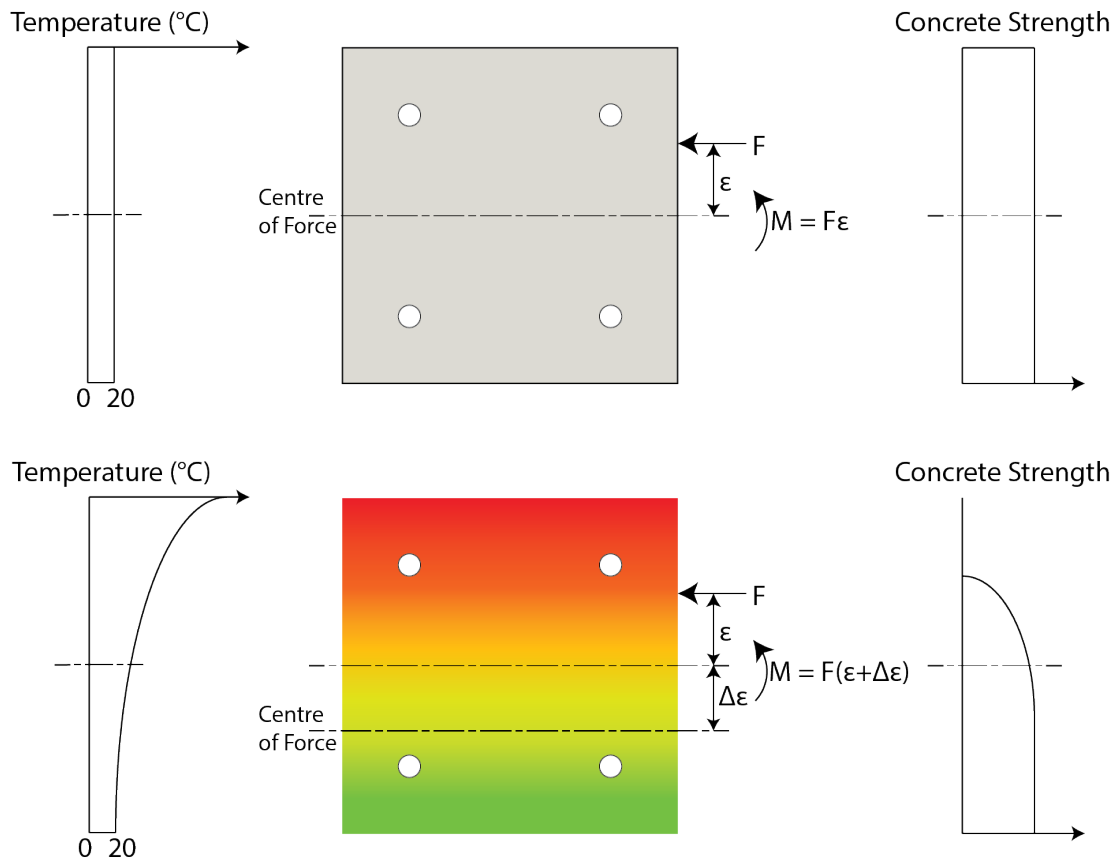 Temperature (°C)
Concrete Strength
F
ε
Centre
of Force
M = Fε
0 20
Temperature (°C)
Concrete Strength
F
ε
M = F(ε+Δε)
Δε
Centre
of Force
0 20